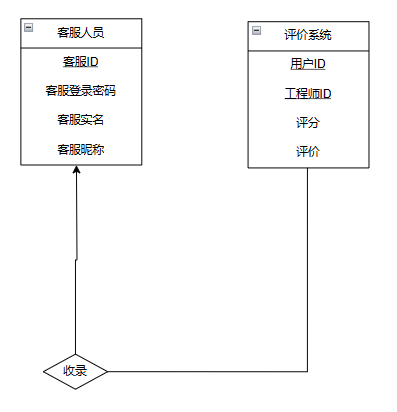 客服人员
客服ID
客服登录密码
客服实名
客服昵称
评价系统
用户ID
工程师ID
评分
评价
收录